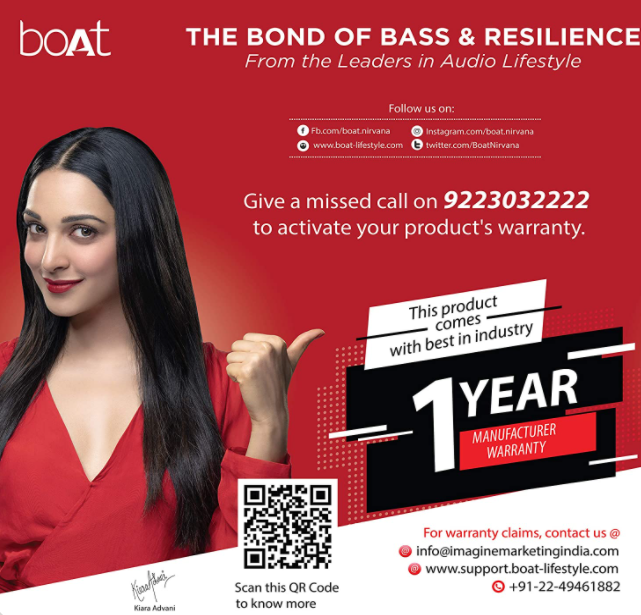 boAt
THE BOND OF BASS & RESILIENCE
From the Leaders in Audio Lifestyle
Follow us on:
Fb.com/boat.nirvana
Instagram.com/boat.nirvana
www.boat-lifestyle.com
twitter.com/BoatNirvana
Give a missed call on 9223032222
to activate your product's warranty.
This product
comes
with best in industry
1 YEAR
MANUFACTURER
WARRANTY
For warranty claims, contact us @
info@imaginemarketingindia.com
www.support.boat-lifestyle.com
+91-22-49461882
Kiara Advani
Kiara Advani
Scan this QR Code
to know more